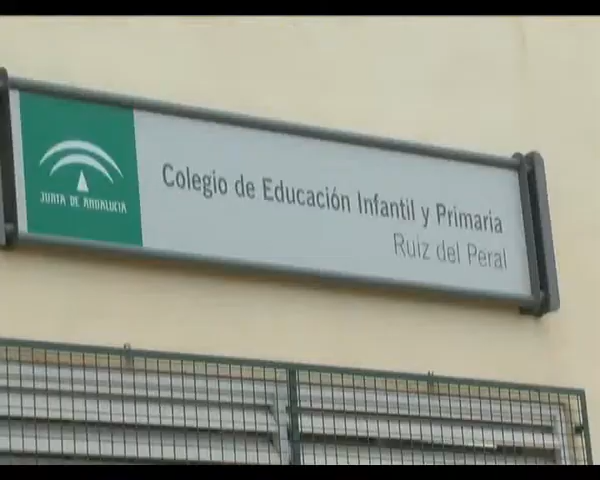 JUNTA DE ANDALUCIA
Colegio de Educación Infantil y Primaria
Ruiz del Peral